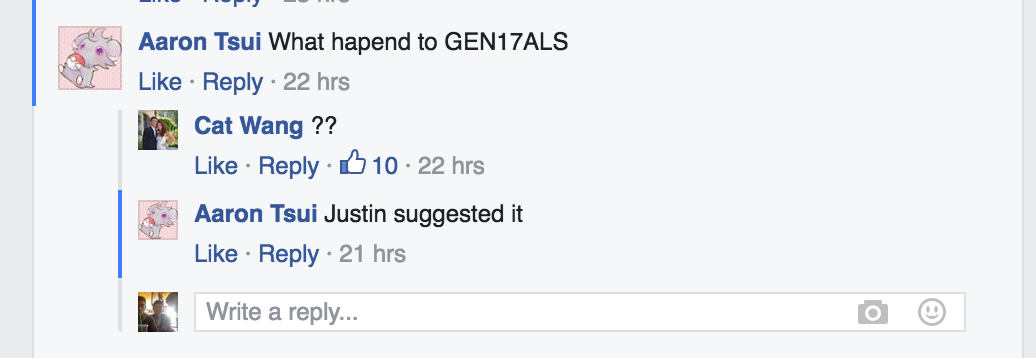 Like · Reply · 23 hrs
Aaron Tsui What hapend to GEN17ALS
Like · Reply · 22 hrs
Cat Wang ??
Like · Reply · 10 · 22 hrs
Aaron Tsui Justin suggested it
Like · Reply · 21 hrs
Write a reply...